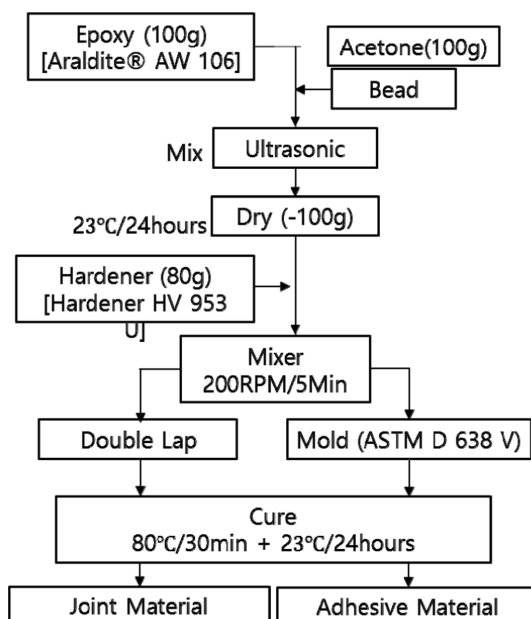 Epoxy (100g)
[Araldite® AW 106]
Acetone(100g)
Bead
Mix
Ultrasonic
Dry (-100g)
23℃/24hours
Hardener (80g)
[Hardener HV 953
U]
Mixer
200RPM/5Min
Double Lap
Mold (ASTM D 638 V)
Cure
80℃/30min + 23℃/24hours
Joint Material
Adhesive Material